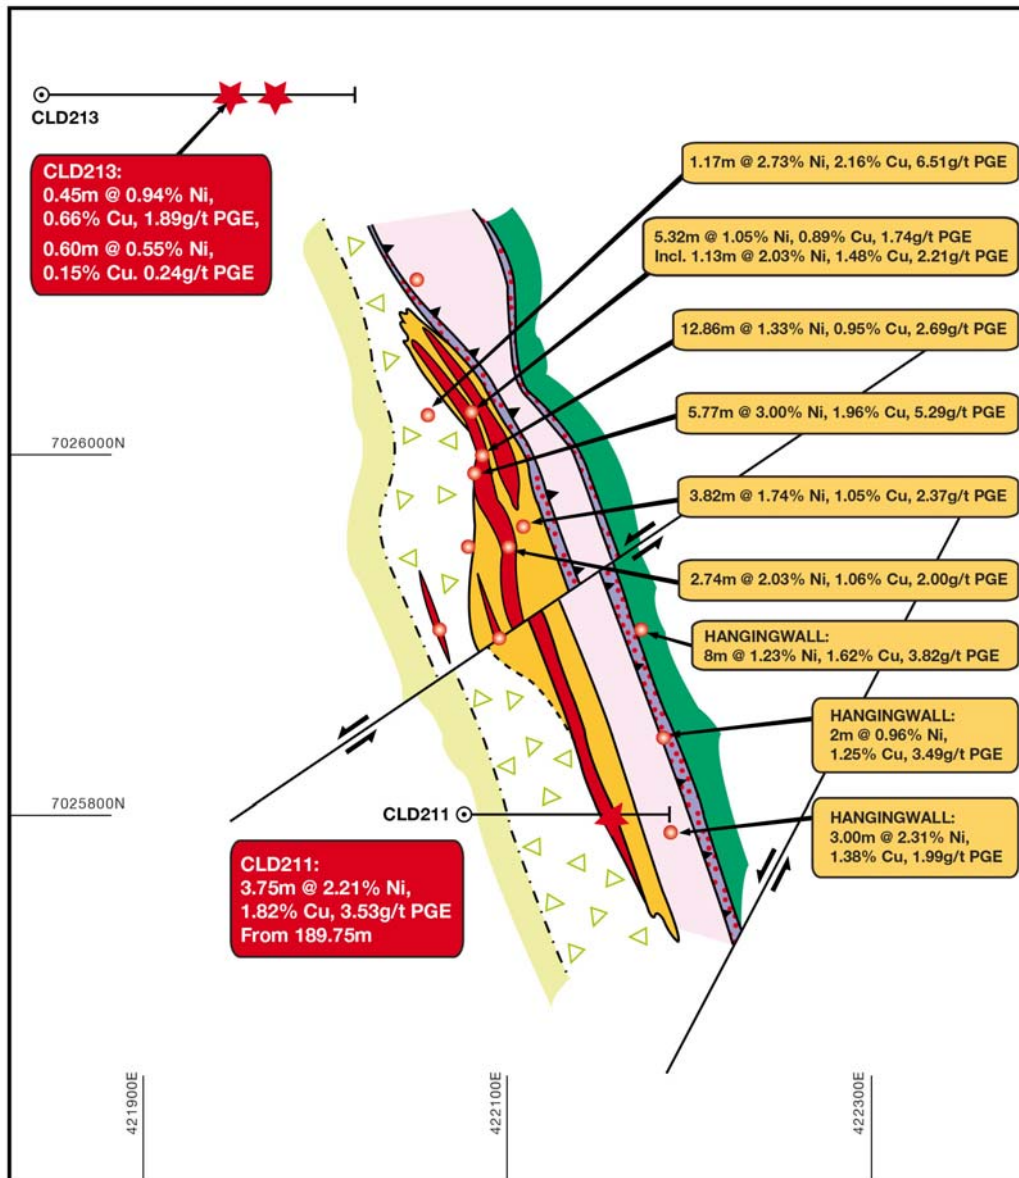 CLD213
CLD213:
0.45m @ 0.94% Ni,
0.66% Cu, 1.89g/t PGE,
0.60m @ 0.55% Ni,
0.15% Cu. 0.24g/t PGE
1.17m @ 2.73% Ni, 2.16% Cu, 6.51g/t PGE
5.32m @ 1.05% Ni, 0.89% Cu, 1.74g/t PGE
Incl. 1.13m @ 2.03% Ni, 1.48% Cu, 2.21g/t PGE
12.86m @ 1.33% Ni, 0.95% Cu, 2.69g/t PGE
7026000N
5.77m @ 3.00% Ni, 1.96% Cu, 5.29g/t PGE
3.82m @ 1.74% Ni, 1.05% Cu, 2.37g/t PGE
2.74m @ 2.03% Ni, 1.06% Cu, 2.00g/t PGE
HANGINGWALL:
8m @ 1.23% Ni, 1.62% Cu, 3.82g/t PGE
HANGINGWALL:
2m @ 0.96% Ni,
1.25% Cu, 3.49g/t PGE
7025800N
CLD211
HANGINGWALL:
3.00m @ 2.31% Ni,
1.38% Cu, 1.99g/t PGE
CLD211:
3.75m @ 2.21% Ni,
1.82% Cu, 3.53g/t PGE
From 189.75m
421900E
422100E
422300E